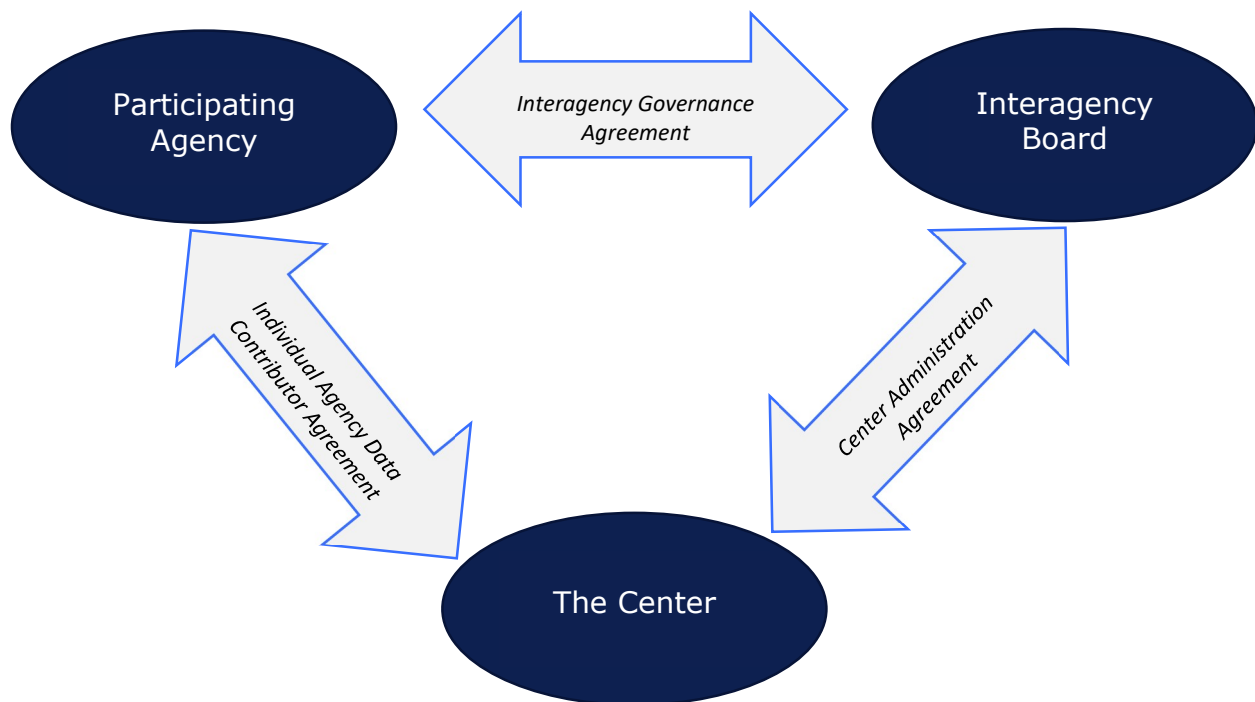 Participating
Agency
Interagency Governance
Agreement
Interagency
Board
Individual Agency Data
Contributor Agreement
Center Administration
Agreement
The Center